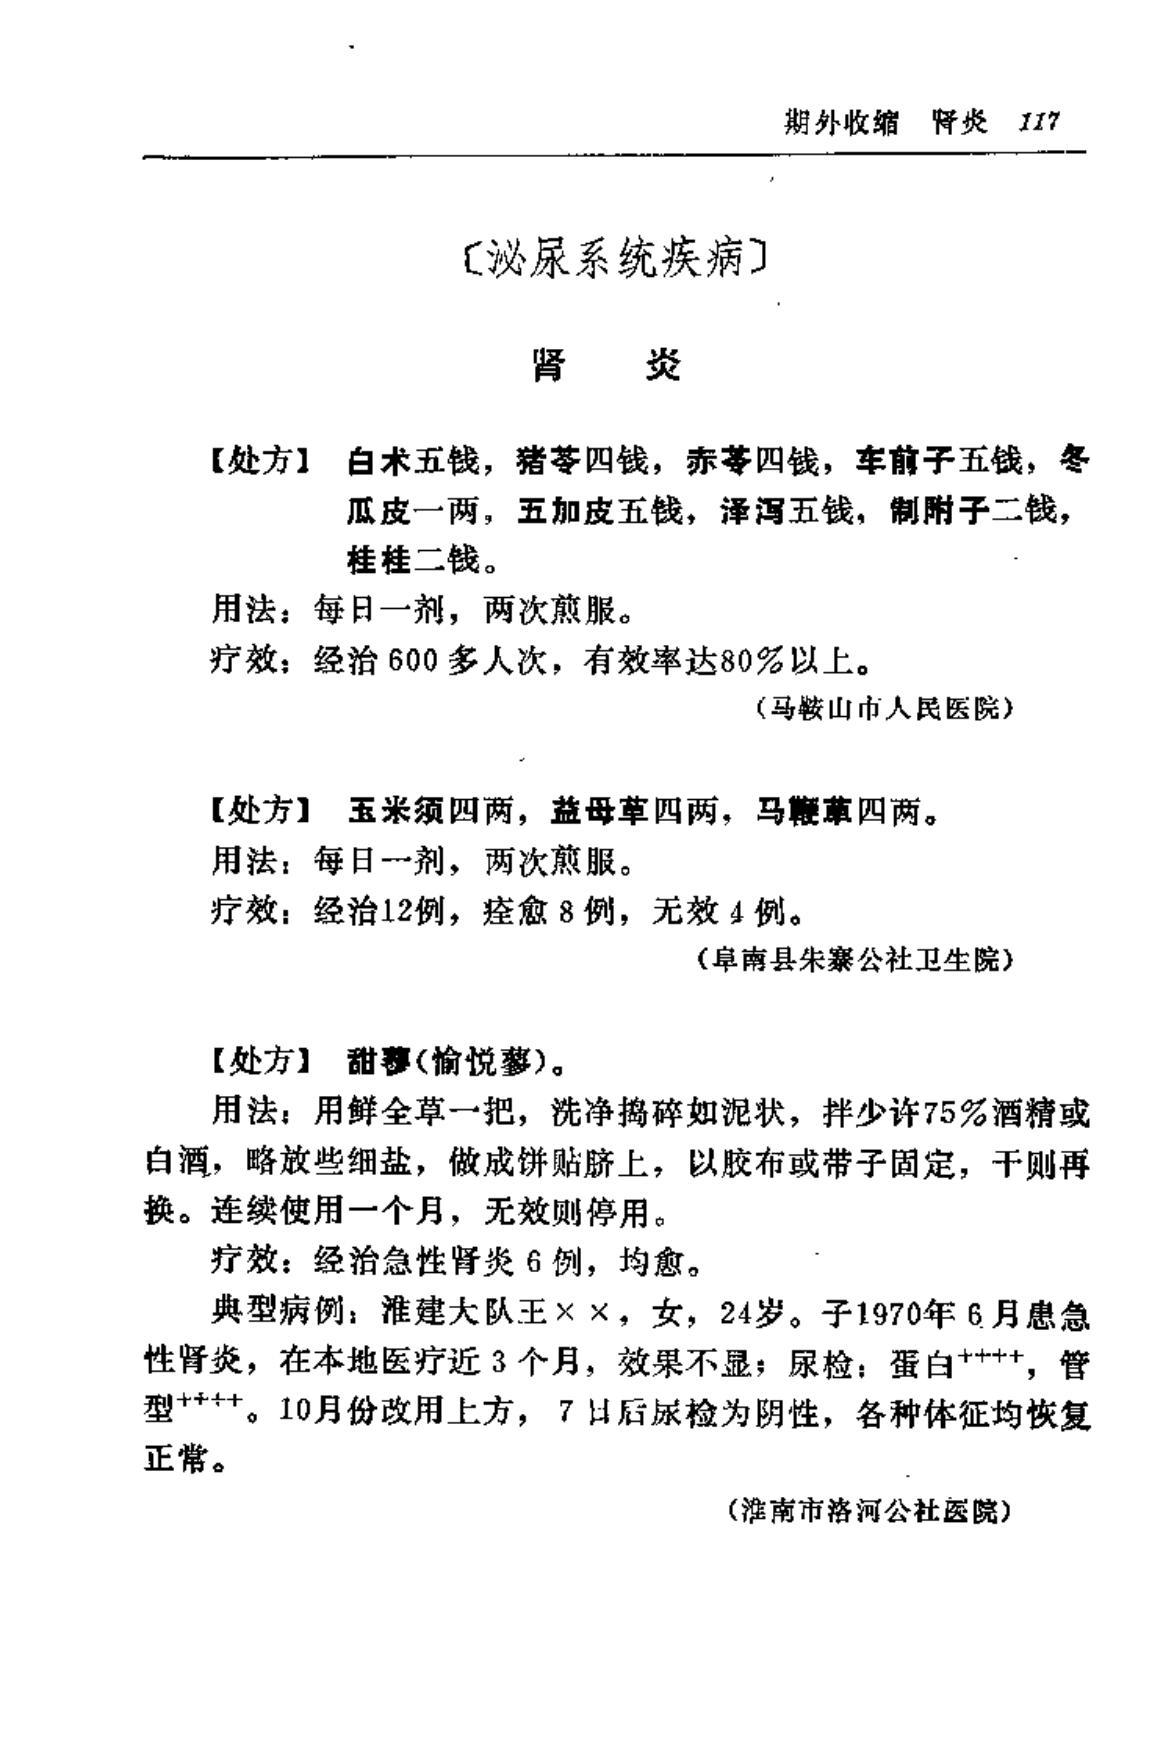 期外收缩 肾炎 117
〔泌尿系统疾病〕
肾 炎
【处方】 白术五钱，猪苓四钱，赤苓四钱，车前子五钱，冬
瓜皮一两，五加皮五钱，泽泻五钱，制附子二钱，
桂桂二钱。
用法：每日一剂，两次煎服。
疗效：经治 600 多人次，有效率达80％以上。
（马鞍山市人民医院）
【处方】 玉米须四两，益母草四两，马鞭草四两。
用法：每日一剂，两次煎服。
疗效：经治12例，痊愈 8 例，无效 4 例。
（阜南县朱寨公社卫生院）
【处方】 甜蓼（愉悦蓼）。
用法：用鲜全草一把，洗净捣碎如泥状，拌少许75％酒精或
白酒，略放些细盐，做成饼贴脐上，以胶布或带子固定，干则再
换。连续使用一个月，无效则停用。
疗效：经治急性肾炎 6 例，均愈。
典型病例：淮建大队王××，女，24岁。子1970年 6 月患急
性肾炎，在本地医疗近 3 个月，效果不显；尿检：蛋白++++，管
型++++。10月份改用上方， 7 日后尿检为阴性，各种体征均恢复
正常。
（淮南市洛河公社医院）